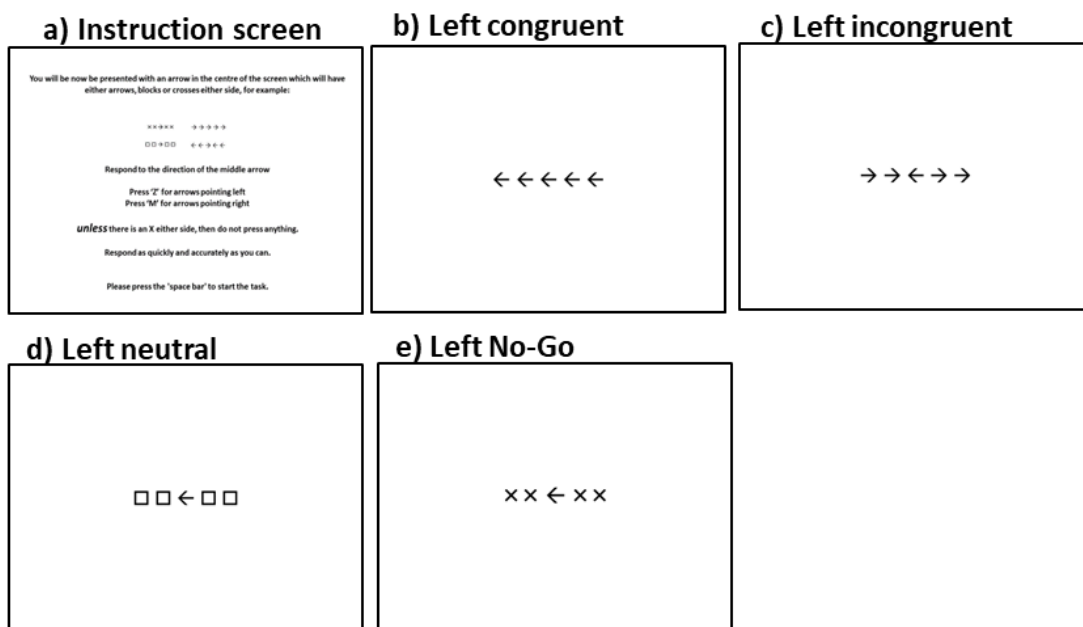 a) Instruction screen
You will be now be presented with an arrow in the centre of the screen which will have
either arrows, blocks or crosses either side, for example:
××→×× →→→→→
□□→□□ ←←→←←
Respond to the direction of the middle arrow
Press 'Z' for arrows pointing left
Press 'M' for arrows pointing right
unless there is an X either side, then do not press anything.
Respond as quickly and accurately as you can.
Please press the 'space bar' to start the task.
b) Left congruent
← ← ← ← ←
c) Left incongruent
→ → ← → →
d) Left neutral
□ □ ← □ □
e) Left No-Go
× × ← × ×